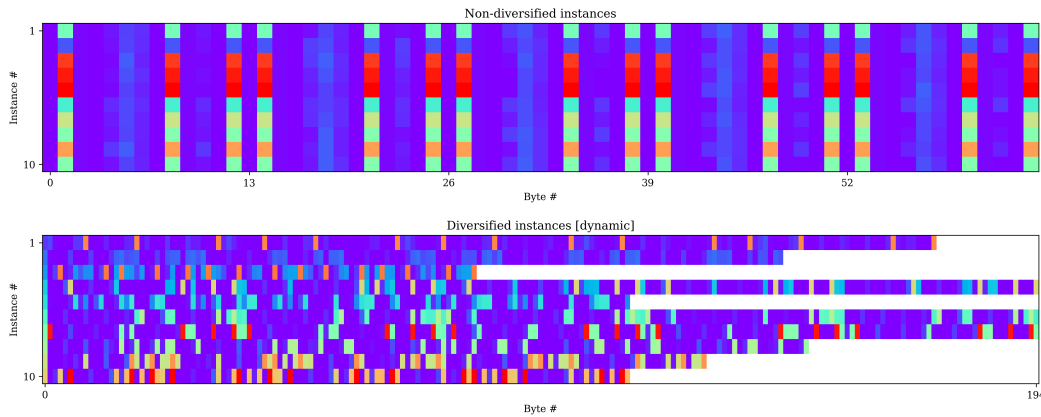 Non-diversified instances
1
10
Instance #
0 13 26 39 52
Byte #
Diversified instances [dynamic]
1
10
Instance #
0
Byte #